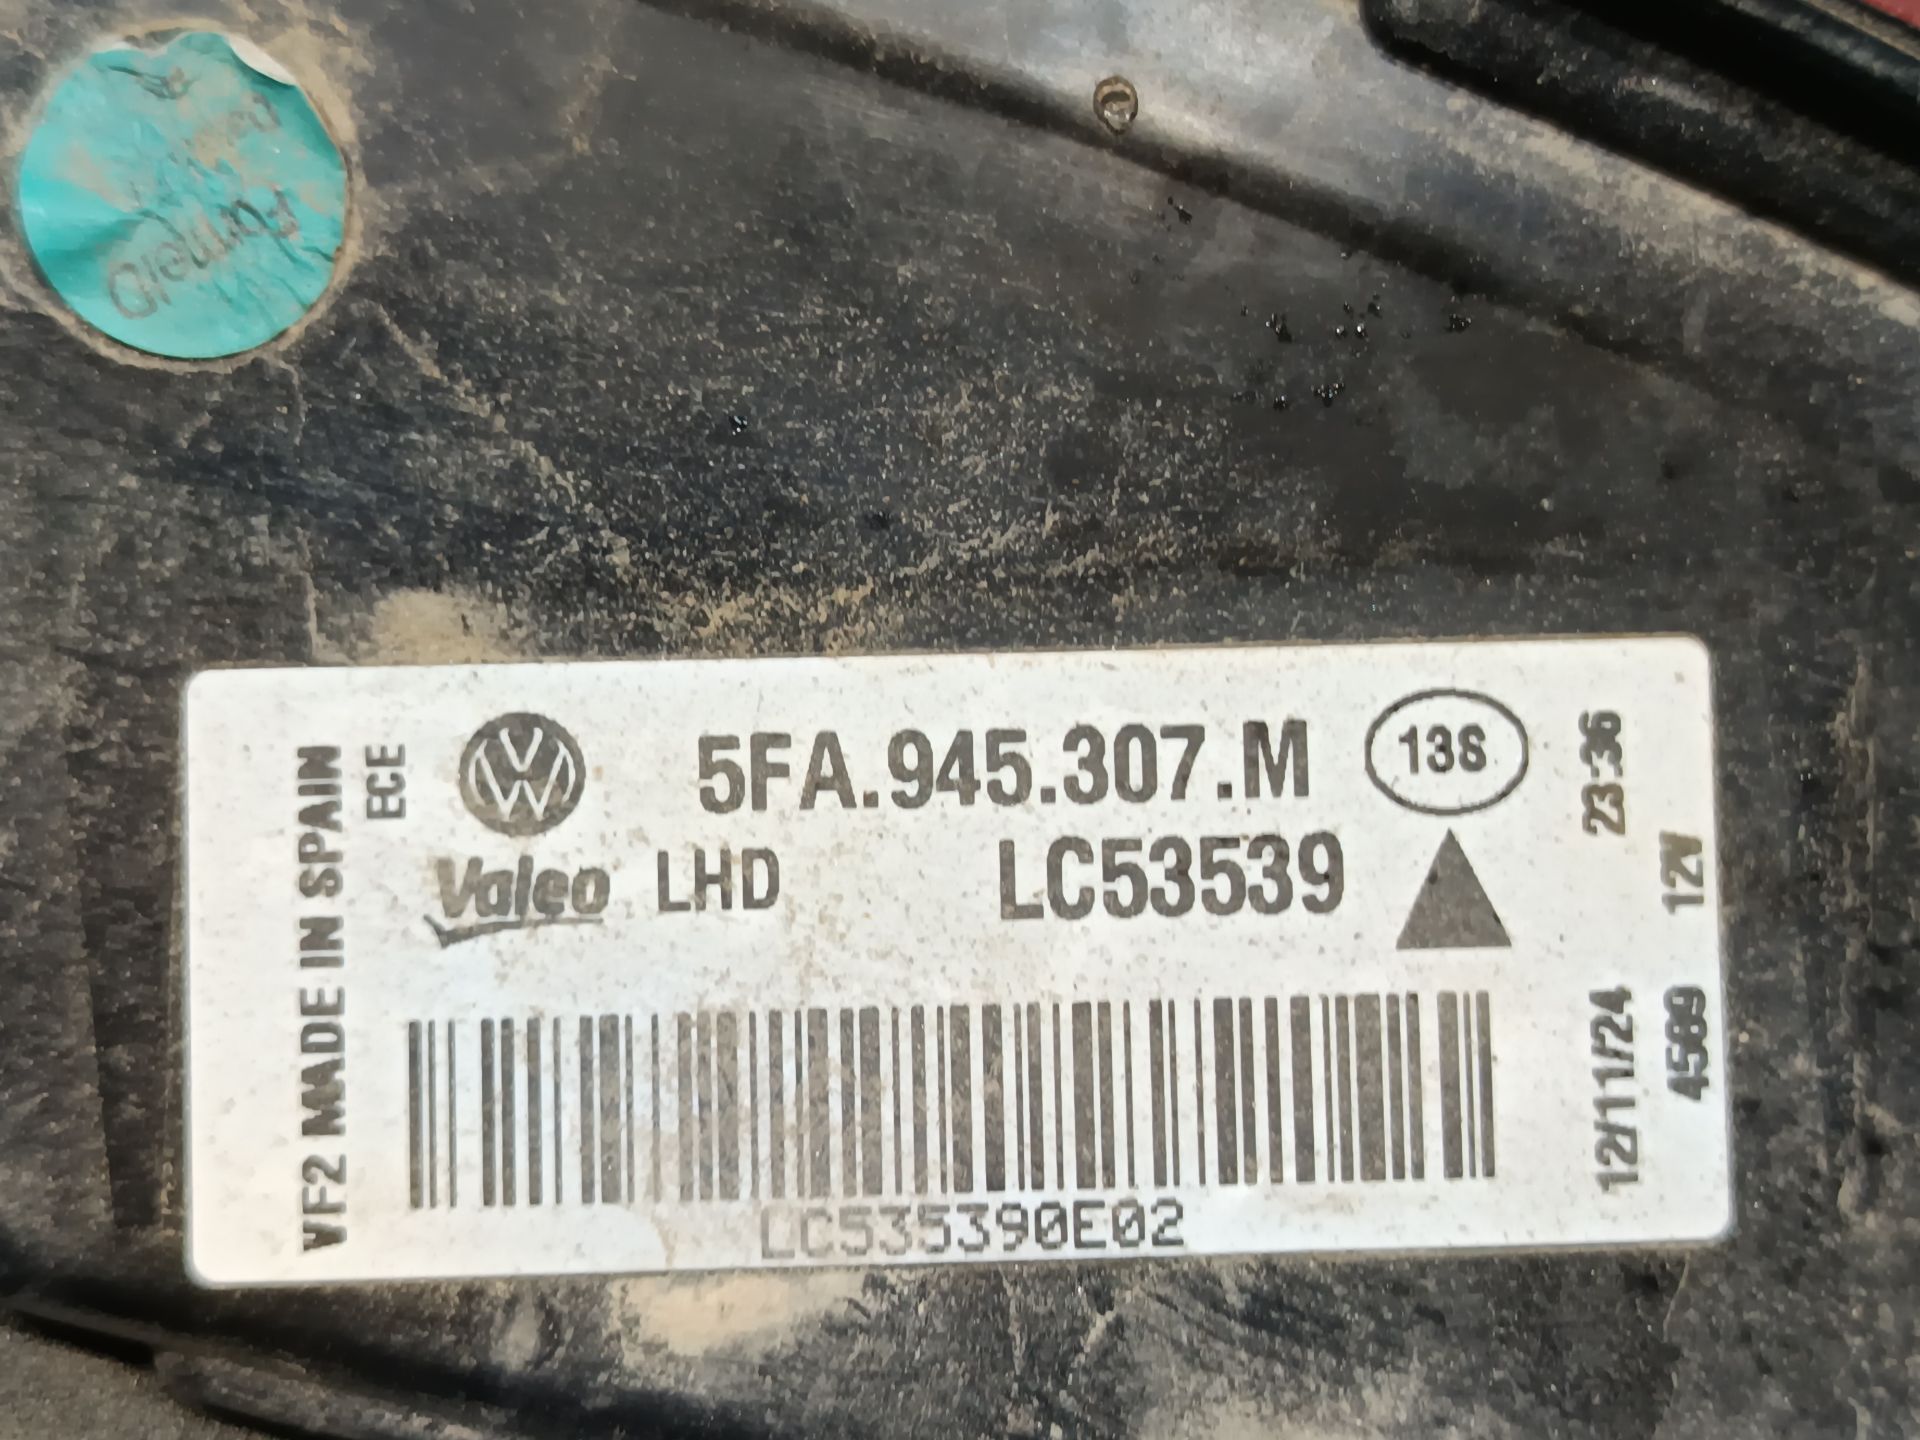 5FA.945.307.M
13S
Valeo LHD LC53539
LC535390E02
VF2 MADE IN SPAIN
ECE
23:36
12/11/24
12V
4589